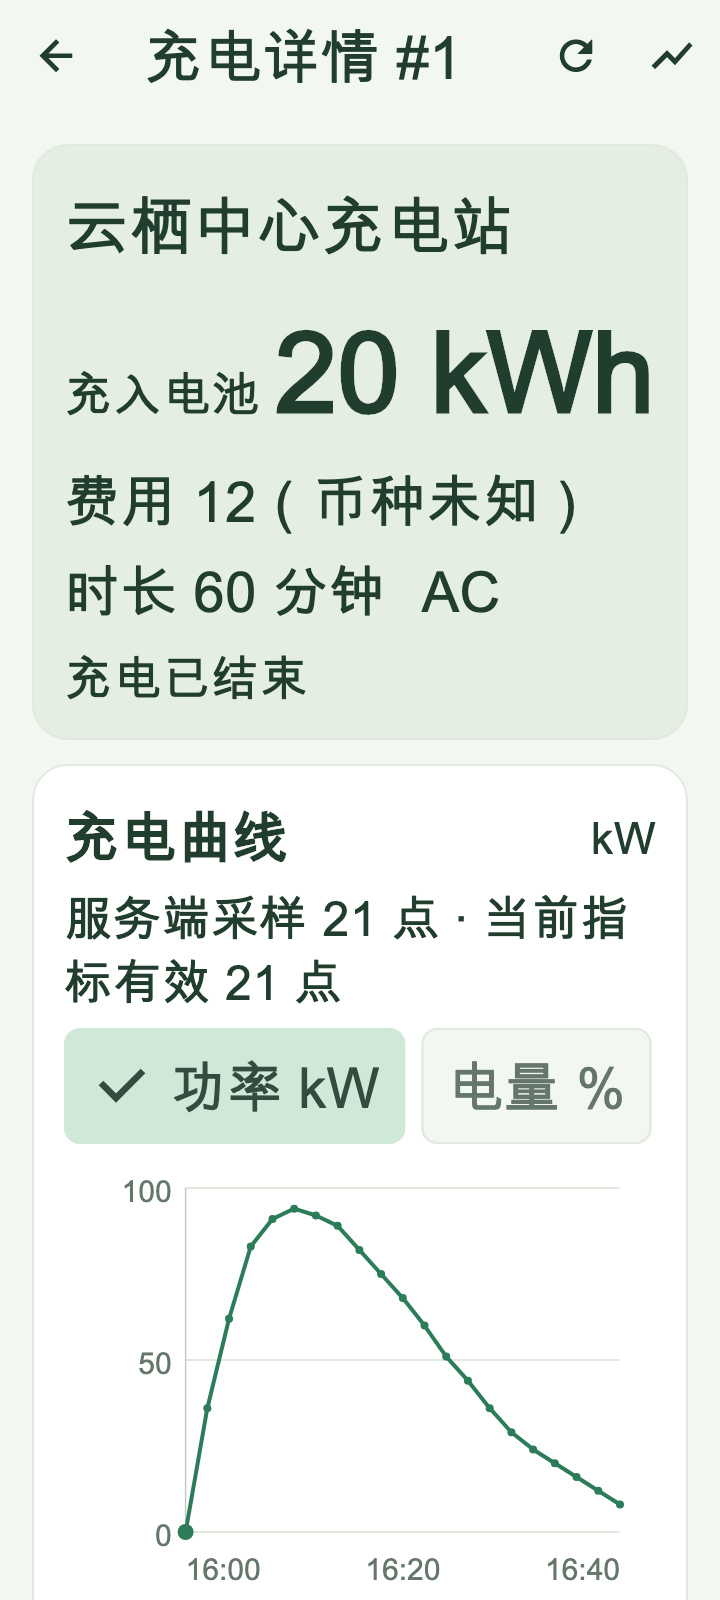 充电详情 #1
云栖中心充电站
充入电池 20 kWh
费用 12（币种未知）
时长 60 分钟 AC
充电已结束
充电曲线 kW
服务端采样 21 点 · 当前指
标有效 21 点
功率 kW 电量 %
100
50
0
16:00 16:20 16:40